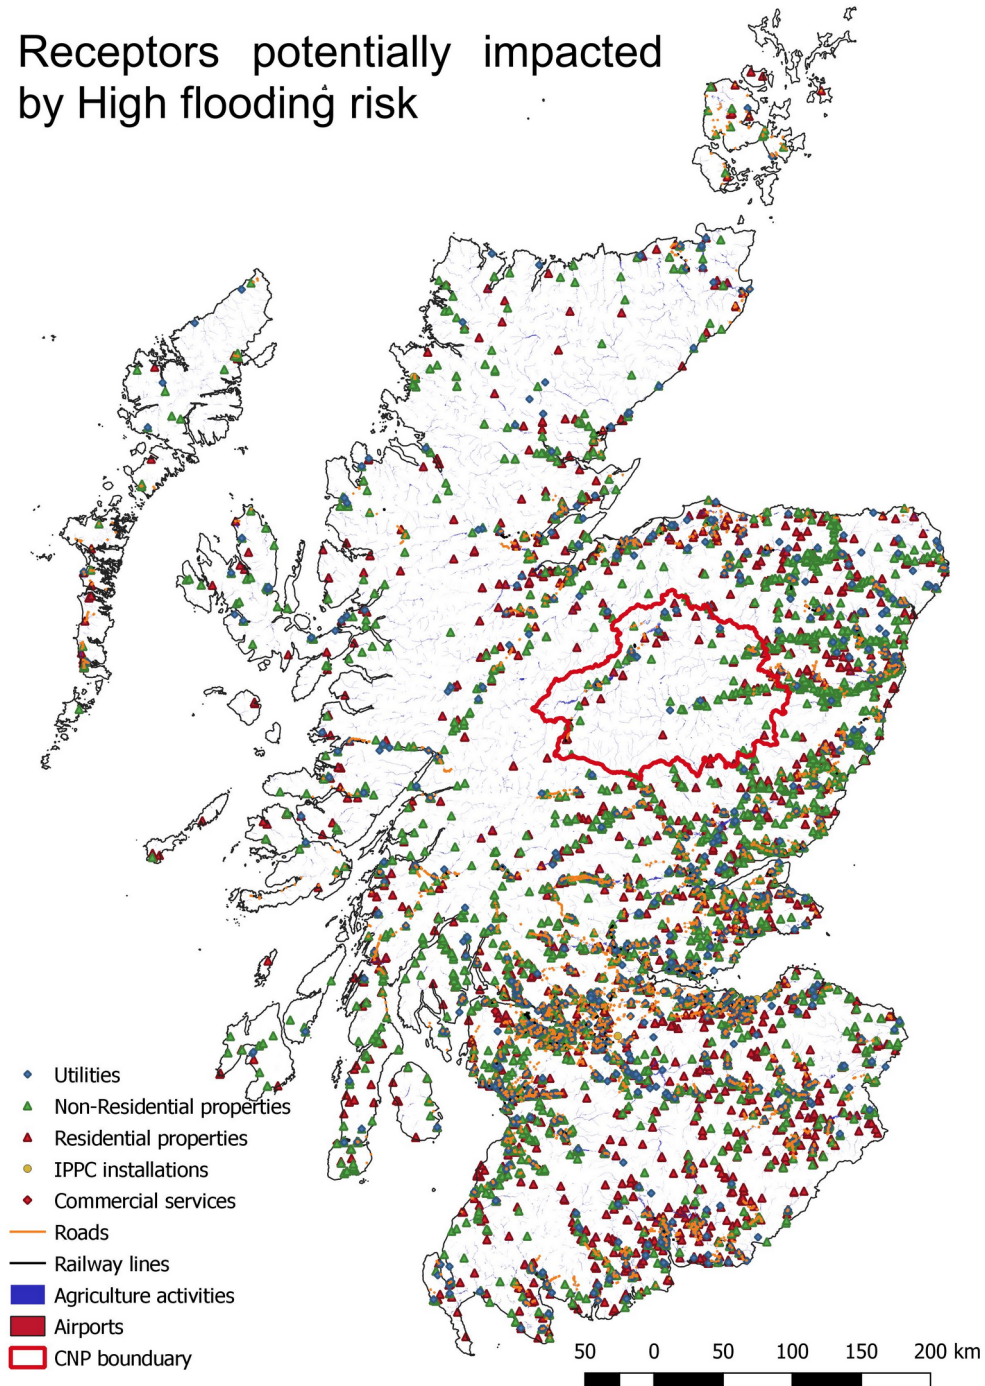 Receptors potentially impacted
by High flooding risk
Utilities
Non-Residential properties
Residential properties
IPPC installations
Commercial services
Roads
Railway lines
Agriculture activities
Airports
CNP bounduary
50 0 50 100 150 200 km